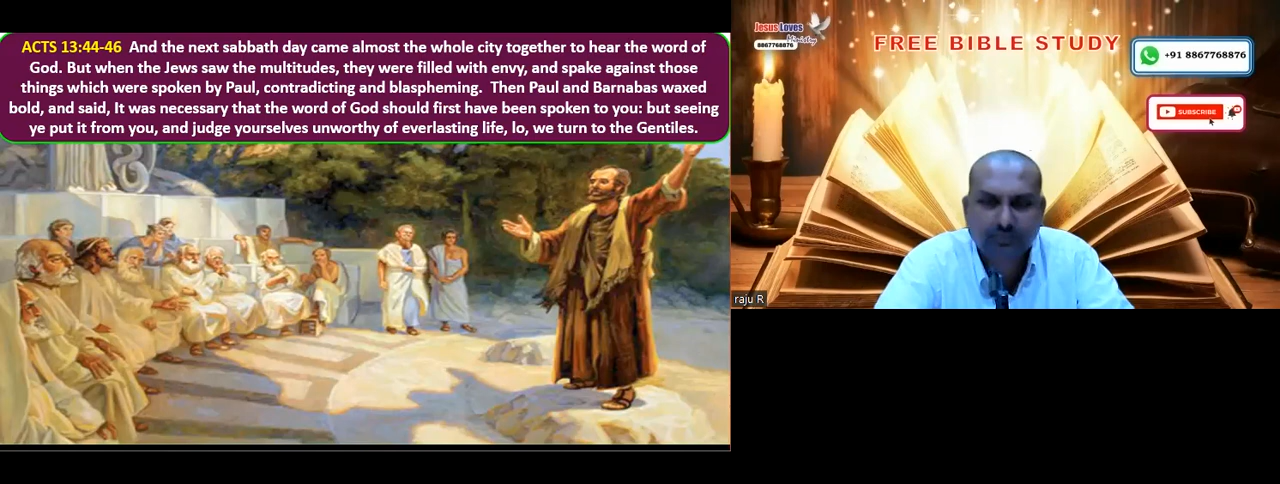 ACTS 13:44-46 And the next sabbath day came almost the whole city together to hear the word of
God. But when the Jews saw the multitudes, they were filled with envy, and spake against those
things which were spoken by Paul, contradicting and blaspheming. Then Paul and Barnabas waxed
bold, and said, It was necessary that the word of God should first have been spoken to you: but seeing
ye put it from you, and judge yourselves unworthy of everlasting life, lo, we turn to the Gentiles.
Jesus Loves
Ministry
8867768876
FREE BIBLE STUDY
+91 8867768876
SUBSCRIBE
raju R